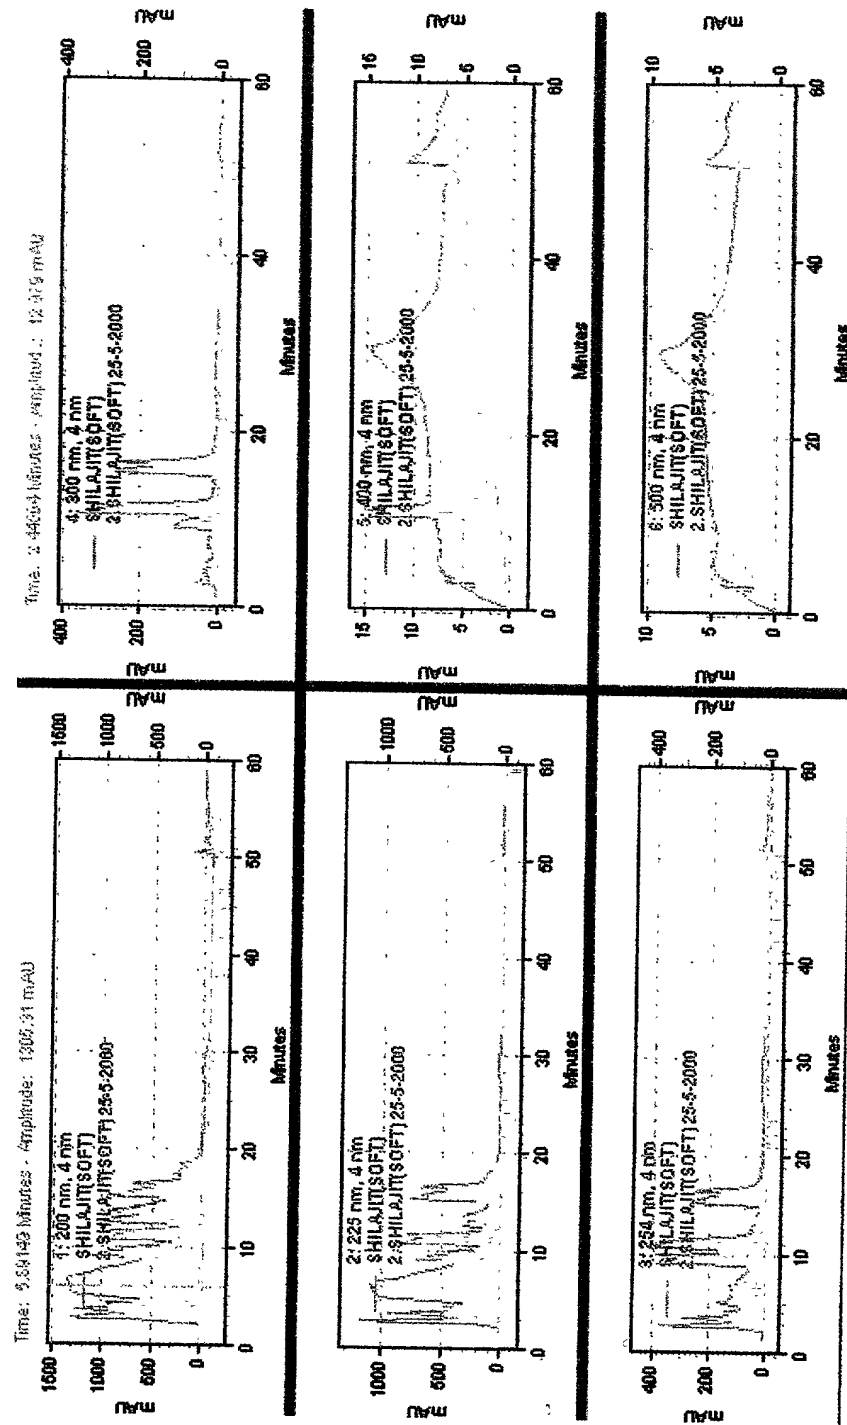 Time: 5.89149 Minutes - Amplitude: 1305.31 mAU
1: 200 nm, 4 nm
SHILAJIT(SOFT)
2.SHILAJIT(SOFT) 25-5-2000
mAU
1500
1000
500
0
mAU
1500
1000
500
0
0 10 20 30 40 50 60
Minutes
Minutes - mAU
4: 300 nm, 4 nm
SHILAJIT(SOFT)
2.SHILAJIT(SOFT) 25-5-2000
mAU
400
200
0
mAU
400
200
0
0 20 40 60
Minutes
2: 225 nm, 4 nm
SHILAJIT(SOFT)
2.SHILAJIT(SOFT) 25-5-2000
mAU
1000
500
0
mAU
1000
500
0
0 10 20 30 40 50 60
Minutes
5: 400 nm, 4 nm
SHILAJIT(SOFT)
2.SHILAJIT(SOFT) 25-5-2000
mAU
15
10
5
0
mAU
15
10
5
0
0 20 40 60
Minutes
3: 254 nm, 4 nm
SHILAJIT(SOFT)
2.SHILAJIT(SOFT) 25-5-2000
mAU
400
200
0
mAU
400
200
0
0 10 20 30 40 50 60
Minutes
6: 500 nm, 4 nm
SHILAJIT(SOFT)
2.SHILAJIT(SOFT) 25-5-2000
mAU
10
5
0
mAU
10
5
0
0 20 40 60
Minutes